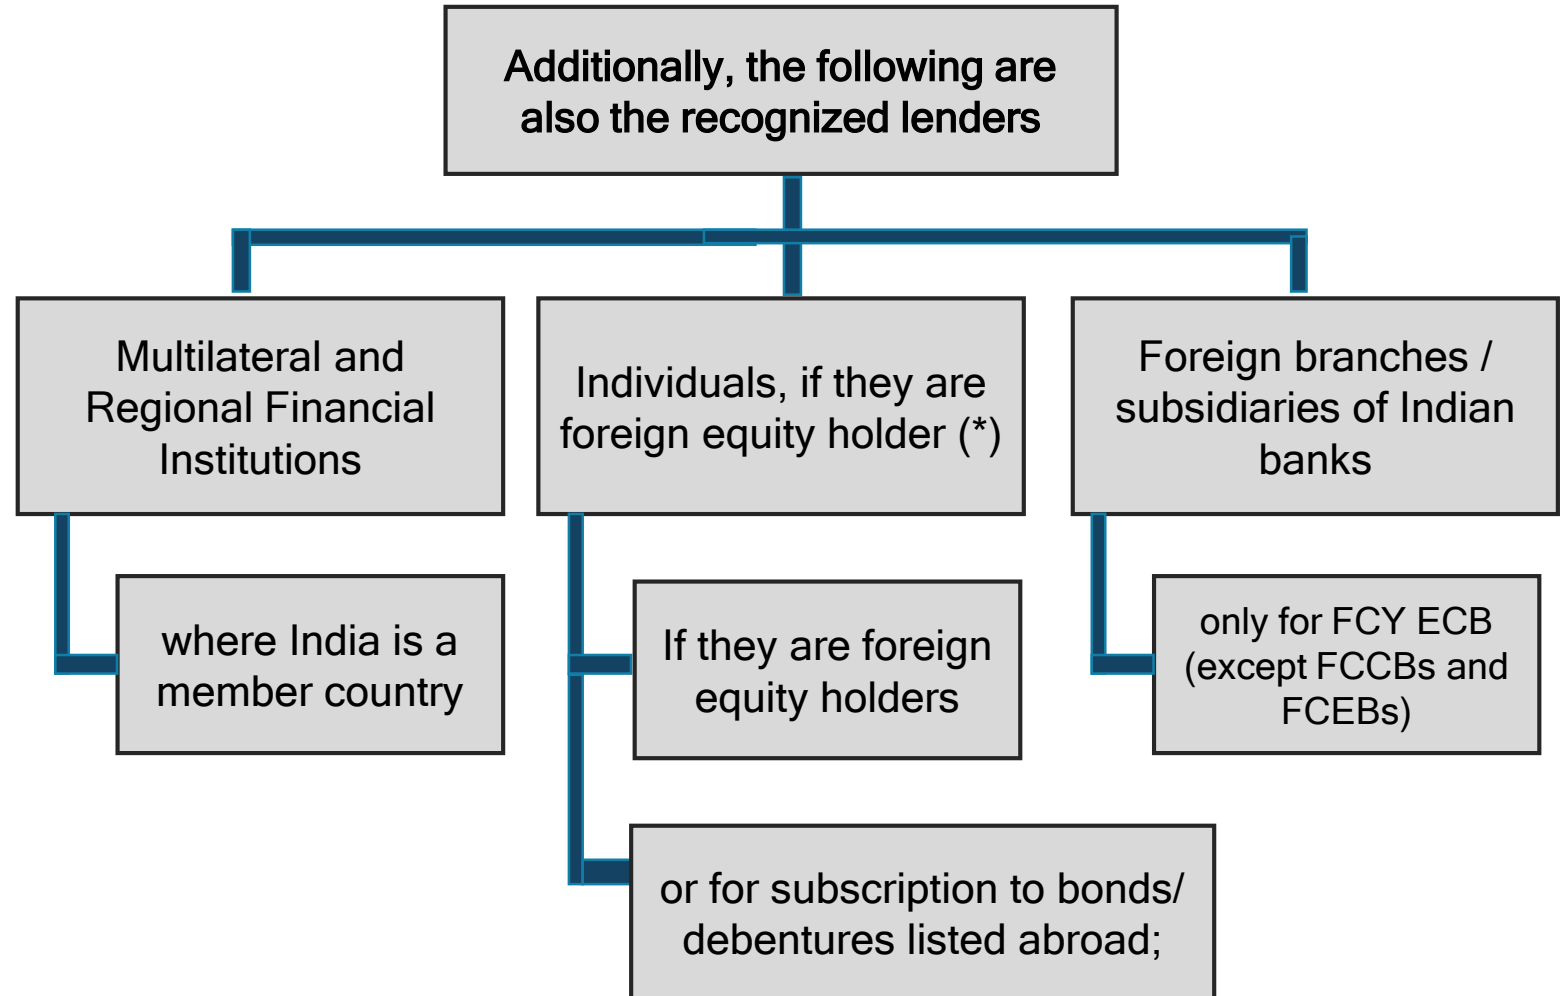 Additionally, the following are
also the recognized lenders
Multilateral and
Regional Financial
Institutions
where India is a
member country
Individuals, if they are
foreign equity holder (*)
If they are foreign
equity holders
or for subscription to bonds/
debentures listed abroad;
Foreign branches /
subsidiaries of Indian
banks
only for FCY ECB
(except FCCBs and
FCEBs)